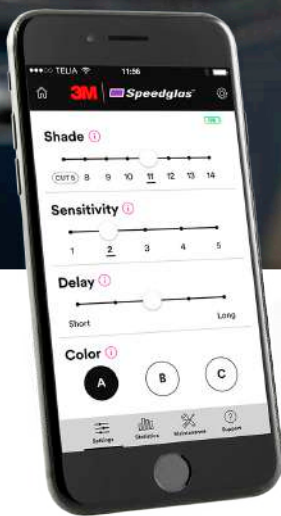 TELIA 11:56
3M Speedglas
ON
Shade
CUT 5 8 9 10 11 12 13 14
Sensitivity
1 2 3 4 5
Delay
Short Long
Color
A B C
Settings Statistics Maintenance Support